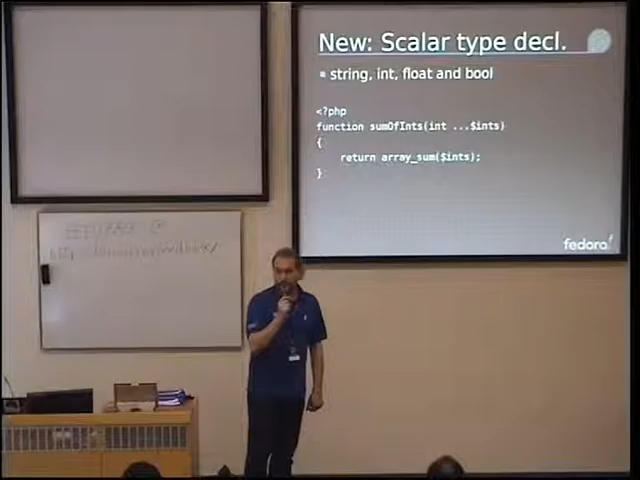 New: Scalar type decl.
string, int, float and bool
<?php
function sumOfInts(int ...$ints)
{
return array_sum($ints);
}
fedora